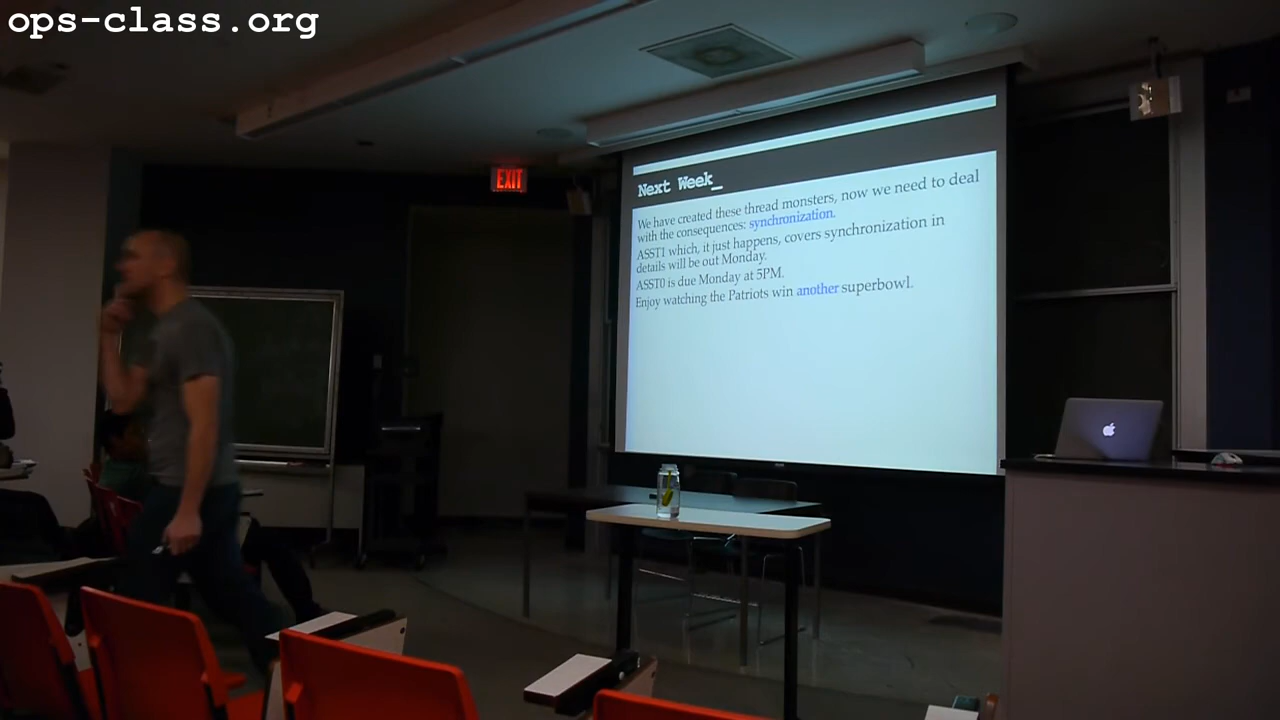 ops-class.org
EXIT
Next Week_
We have created these thread monsters, now we need to deal
with the consequences: synchronization.
ASST1 which, it just happens, covers synchronization in
details will be out Monday.
ASST0 is due Monday at 5PM.
Enjoy watching the Patriots win another superbowl.